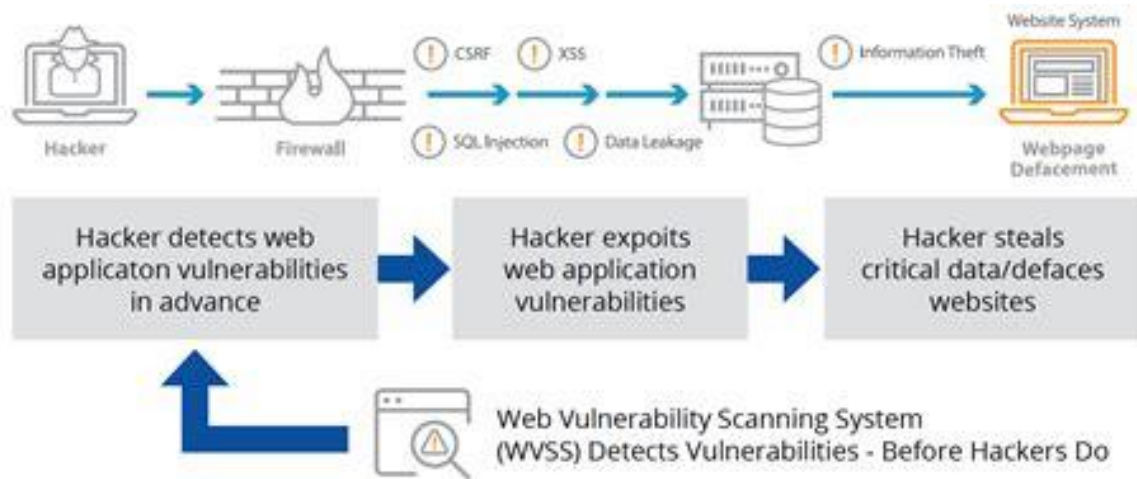 Website System
CSRF
XSS
Information Theft
Hacker
Firewall
SQL Injection
Data Leakage
Webpage
Defacement
Hacker detects web
applicaton vulnerabilities
in advance
Hacker expoits
web application
vulnerabilities
Hacker steals
critical data/defaces
websites
Web Vulnerability Scanning System
(WVSS) Detects Vulnerabilities - Before Hackers Do